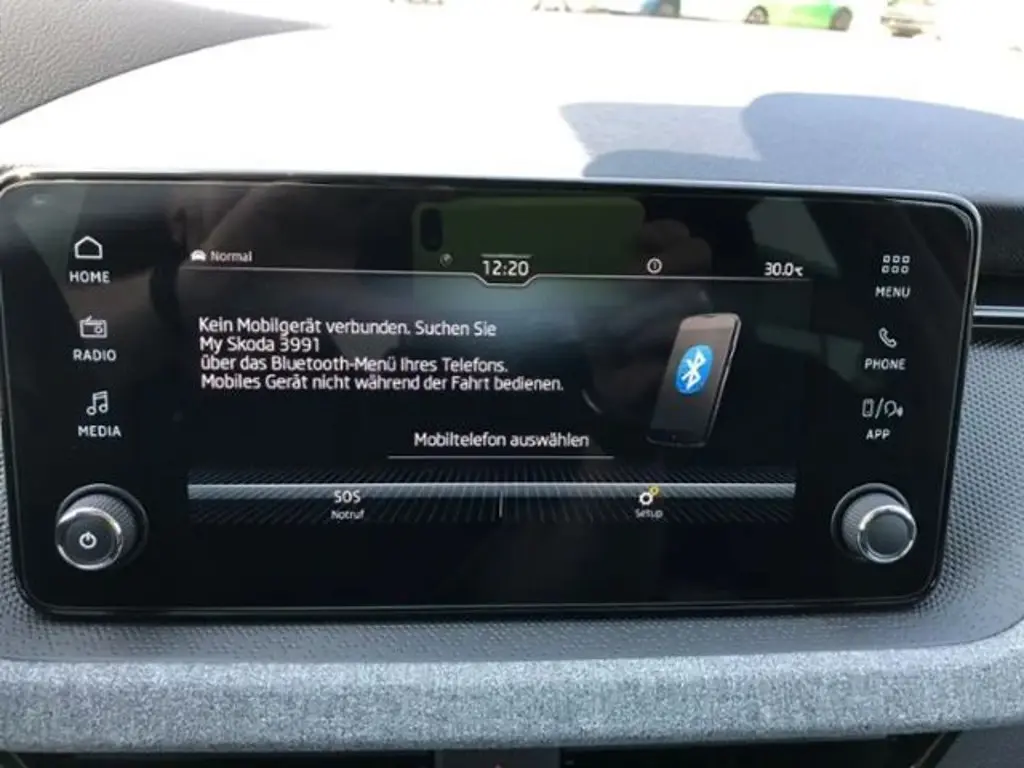 Normal
12:20
30.0°C
HOME
RADIO
MEDIA
Kein Mobilgerät verbunden. Suchen Sie
My Skoda 3991
über das Bluetooth-Menü Ihres Telefons.
Mobiles Gerät nicht während der Fahrt bedienen.
Mobiltelefon auswählen
SOS
Notruf
Setup
MENU
PHONE
APP